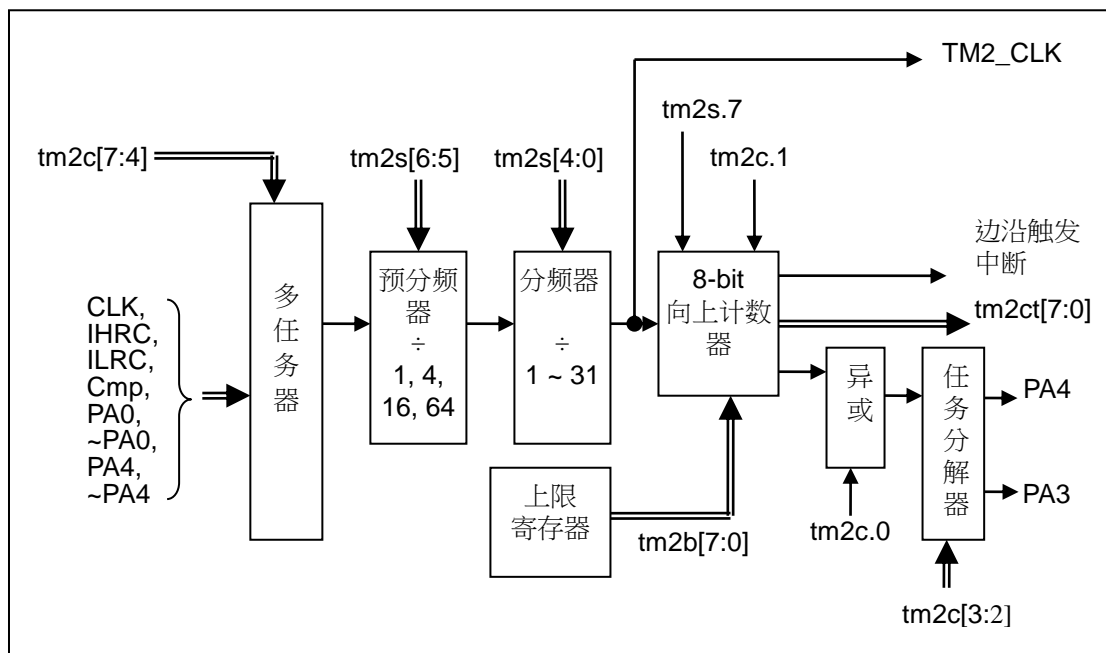 TM2_CLK
tm2s.7
tm2c[7:4]
tm2s[6:5]
tm2s[4:0]
tm2c.1
多
任
务
器
预分频
器
÷
1, 4,
16, 64
分频器
÷
1 ~ 31
8-bit
向上计数
器
边沿触发
中断
tm2ct[7:0]
CLK,
IHRC,
ILRC,
Cmp,
PA0,
~PA0,
PA4,
~PA4
异
或
任
务
分
解
器
PA4
PA3
上限
寄存器
tm2b[7:0]
tm2c.0
tm2c[3:2]